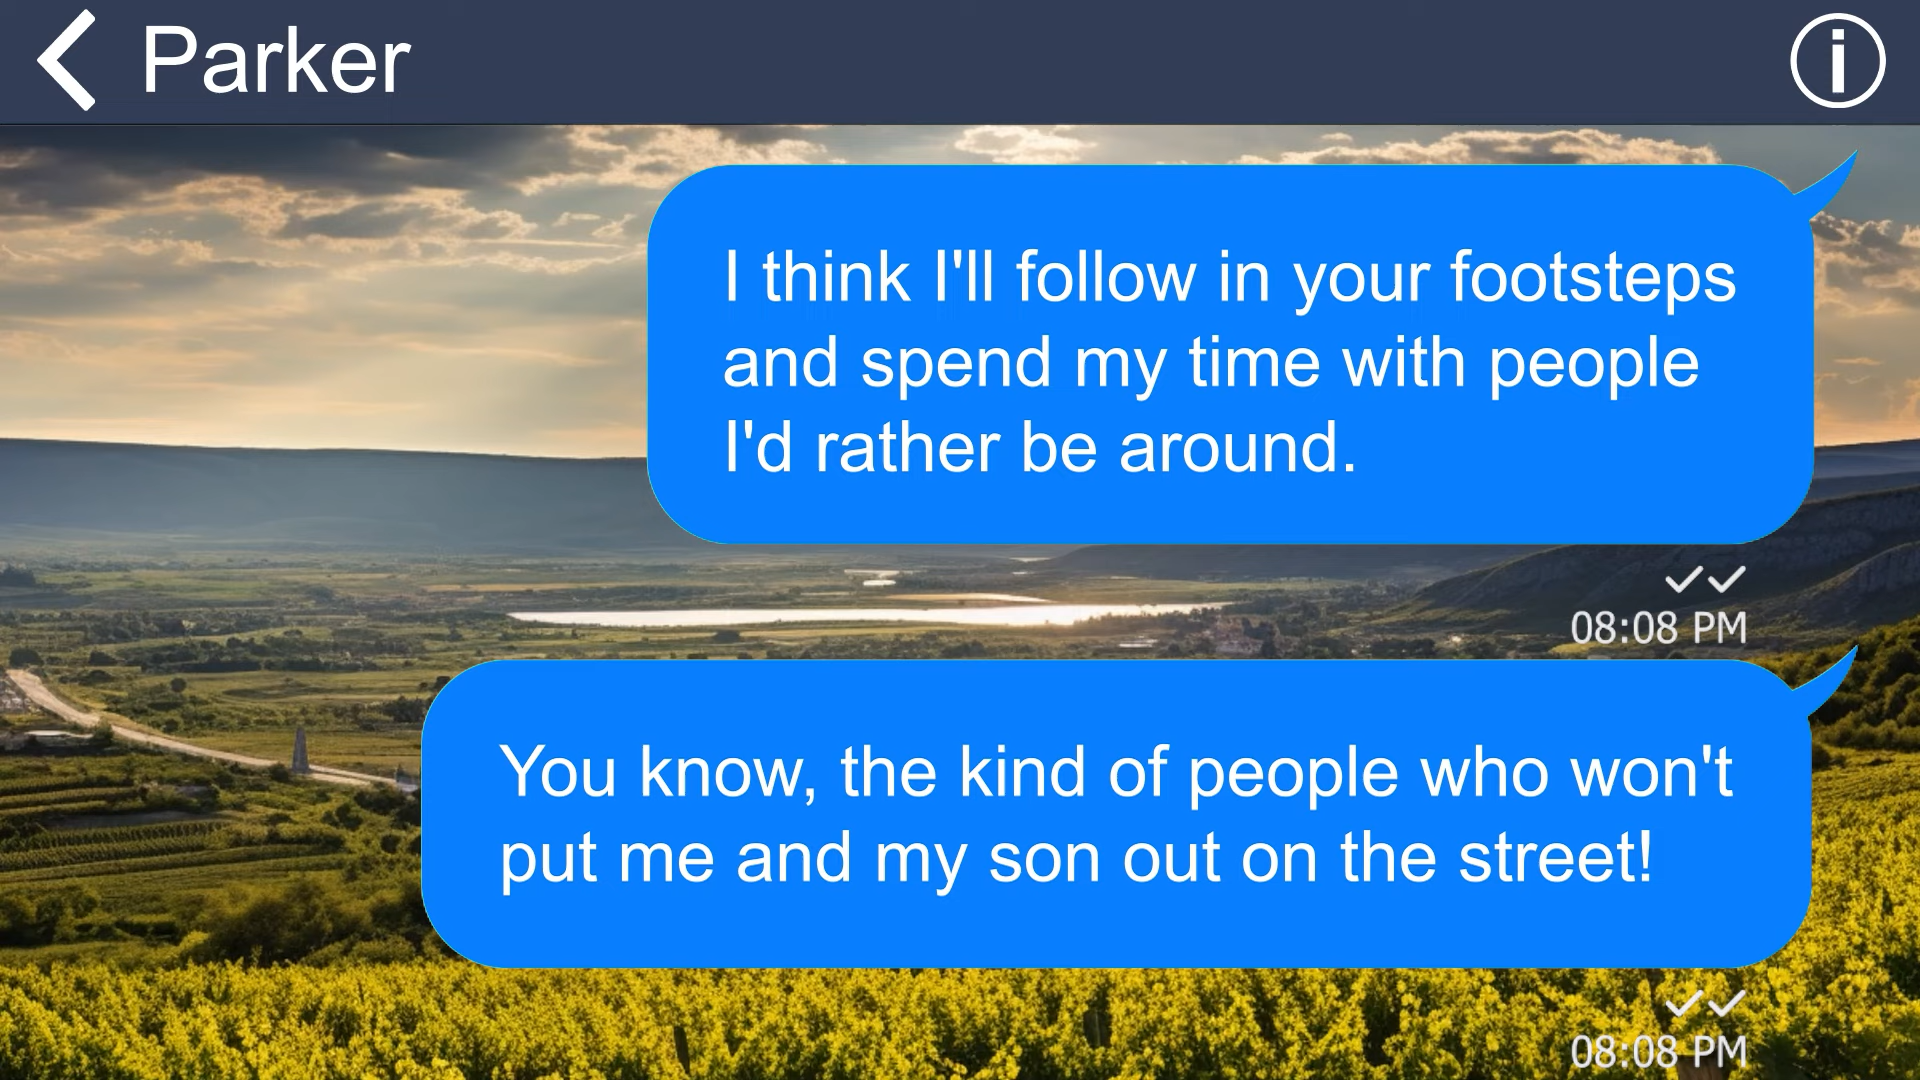 Parker
I think I'll follow in your footsteps
and spend my time with people
I'd rather be around.
08:08 PM
You know, the kind of people who won't
put me and my son out on the street!
08:08 PM